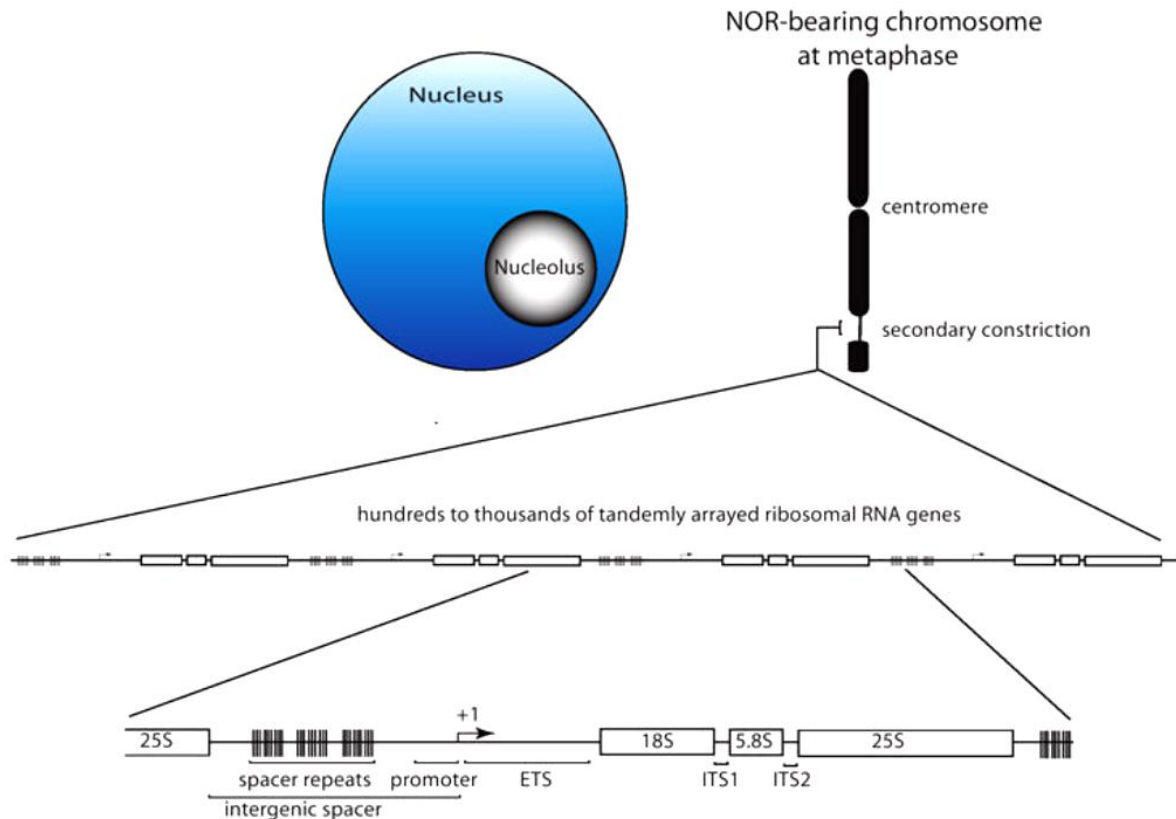 NOR-bearing chromosome
at metaphase
Nucleus
centromere
Nucleolus
secondary constriction
hundreds to thousands of tandemly arrayed ribosomal RNA genes
+1
25S
18S
5.8S
25S
spacer repeats
promoter
ETS
ITS1
ITS2
intergenic spacer